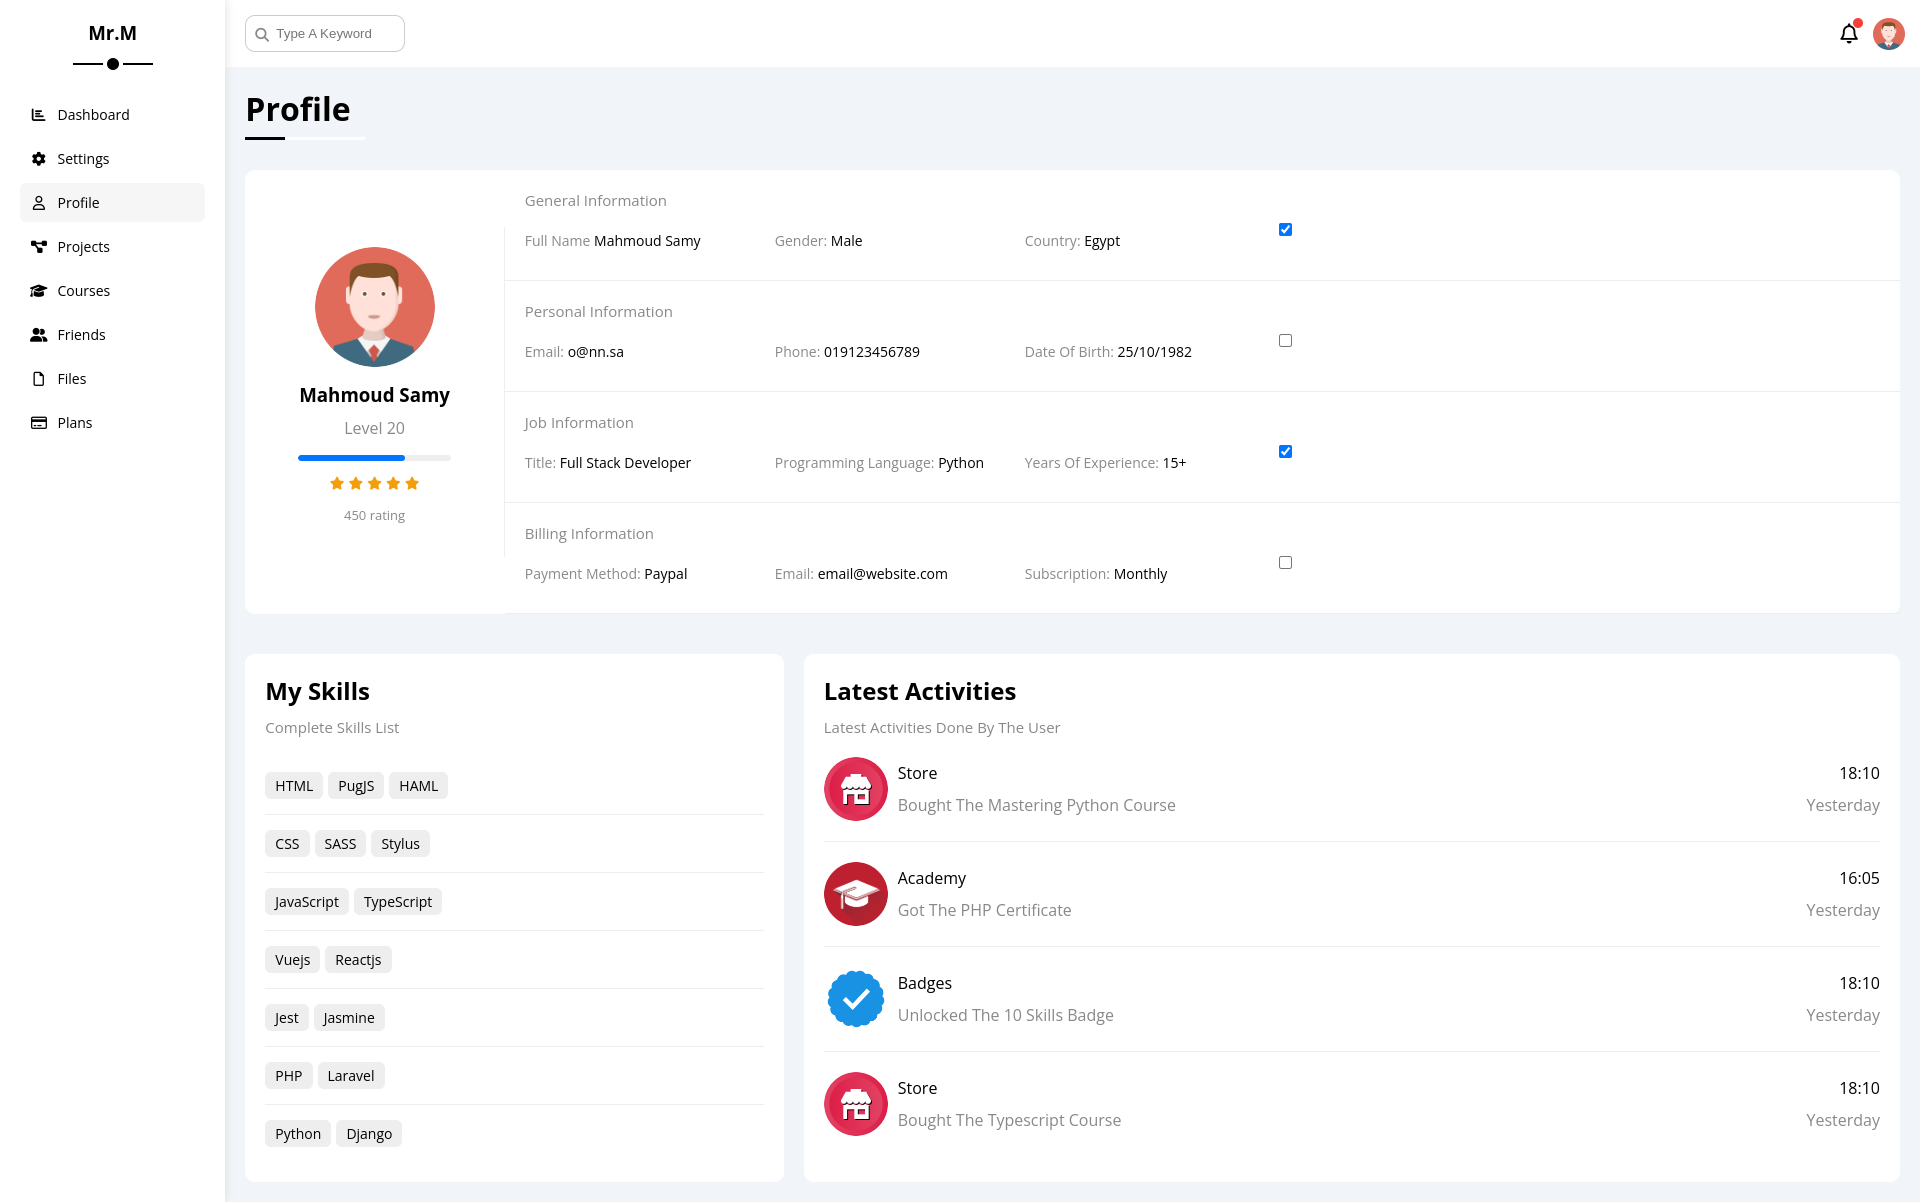 Mr.M
Type A Keyword
Dashboard
Settings
Profile
Projects
Courses
Friends
Files
Plans
Profile
Mahmoud Samy
Level 20
450 rating
General Information
Full Name Mahmoud Samy
Gender: Male
Country: Egypt
Personal Information
Email: o@nn.sa
Phone: 019123456789
Date Of Birth: 25/10/1982
Job Information
Title: Full Stack Developer
Programming Language: Python
Years Of Experience: 15+
Billing Information
Payment Method: Paypal
Email: email@website.com
Subscription: Monthly
My Skills
Complete Skills List
HTML PugJS HAML
CSS SASS Stylus
JavaScript TypeScript
Vuejs Reactjs
Jest Jasmine
PHP Laravel
Python Django
Latest Activities
Latest Activities Done By The User
Store 18:10
Bought The Mastering Python Course Yesterday
Academy 16:05
Got The PHP Certificate Yesterday
Badges 18:10
Unlocked The 10 Skills Badge Yesterday
Store 18:10
Bought The Typescript Course Yesterday